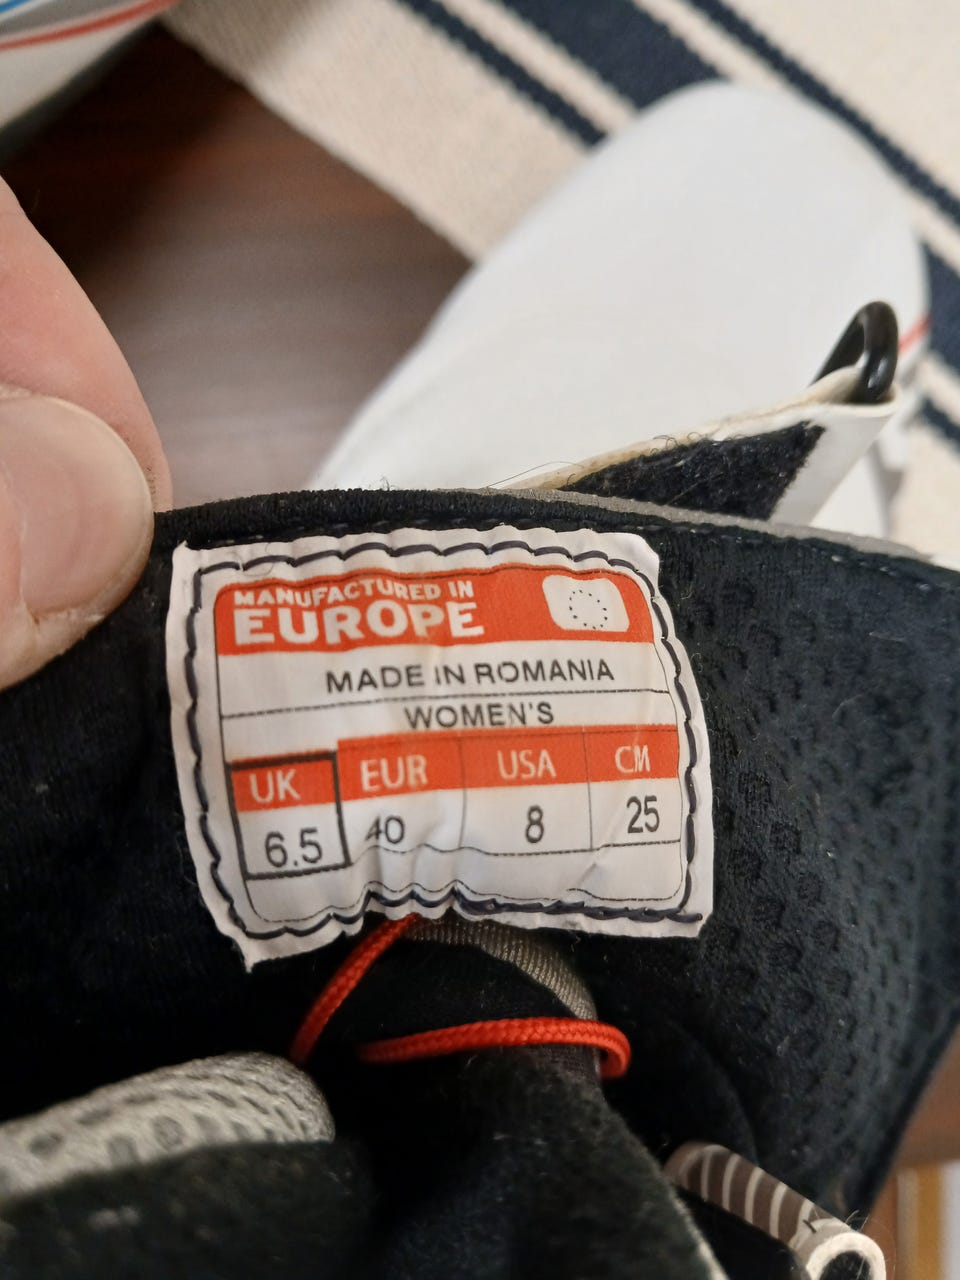 MANUFACTURED IN
EUROPE
MADE IN ROMANIA
WOMEN'S
UK EUR USA CM
6.5 40 8 25